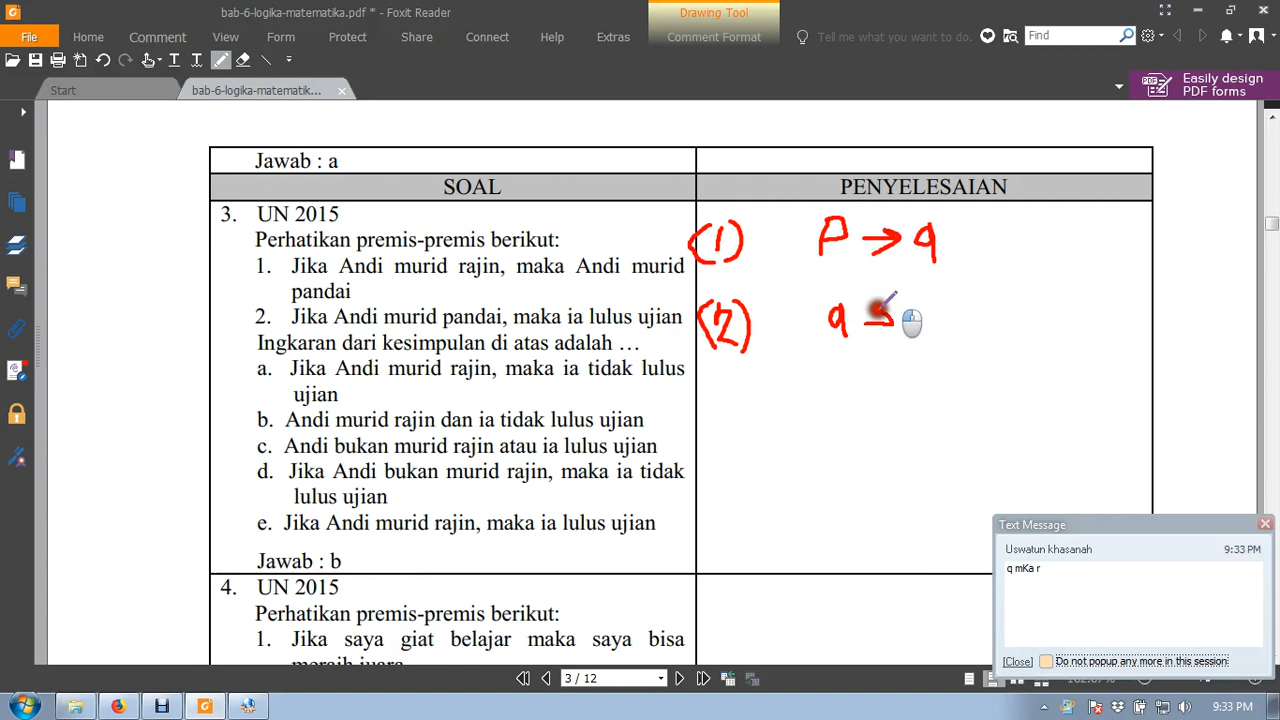 bab-6-logika-matematika.pdf * - Foxit Reader
Drawing Tool
File Home Comment View Form Protect Share Connect Help Extras Comment Format Tell me what you want to do.. Find
Start
bab-6-logika-matematik...
Easily design
PDF forms
Jawab : a
SOAL
PENYELESAIAN
3. UN 2015
Perhatikan premis-premis berikut:
1. Jika Andi murid rajin, maka Andi murid
pandai
2. Jika Andi murid pandai, maka ia lulus ujian
Ingkaran dari kesimpulan di atas adalah …
a. Jika Andi murid rajin, maka ia tidak lulus
ujian
b. Andi murid rajin dan ia tidak lulus ujian
c. Andi bukan murid rajin atau ia lulus ujian
d. Jika Andi bukan murid rajin, maka ia tidak
lulus ujian
e. Jika Andi murid rajin, maka ia lulus ujian
Jawab : b
(1) P → q
(2) q
4. UN 2015
Perhatikan premis-premis berikut:
1. Jika saya giat belajar maka saya bisa
meraih juara
Text Message
Uswatun khasanah 9:33 PM
q mKa r
[Close] Do not popup any more in this session
3 / 12
9:33 PM